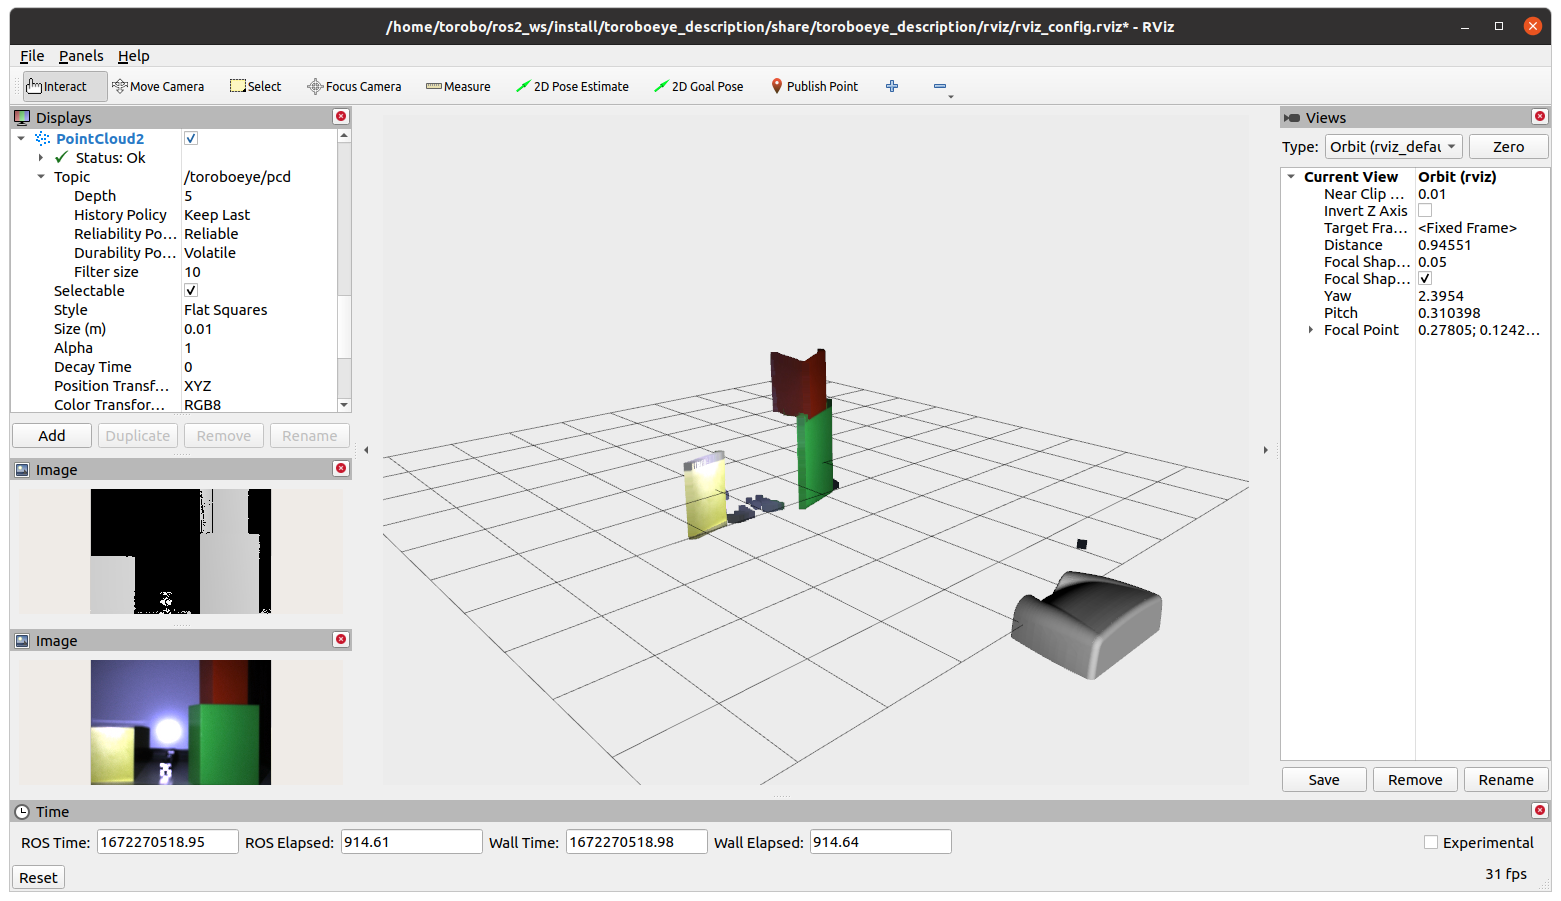 /home/torobo/ros2_ws/install/toroboeye_description/share/toroboeye_description/rviz/rviz_config.rviz* - RViz
File Panels Help
Interact Move Camera Select Focus Camera Measure 2D Pose Estimate 2D Goal Pose Publish Point
Displays
PointCloud2
Status: Ok
Topic /toroboeye/pcd
Depth 5
History Policy Keep Last
Reliability Po... Reliable
Durability Po... Volatile
Filter size 10
Selectable
Style Flat Squares
Size (m) 0.01
Alpha 1
Decay Time 0
Position Transf... XYZ
Color Transfor... RGB8
Add Duplicate Remove Rename
Image
Image
Views
Type: Orbit (rviz_defau Zero
Current View Orbit (rviz)
Near Clip ... 0.01
Invert Z Axis
Target Fra... <Fixed Frame>
Distance 0.94551
Focal Shap... 0.05
Focal Shap...
Yaw 2.3954
Pitch 0.310398
Focal Point 0.27805; 0.1242...
Save Remove Rename
Time
ROS Time: 1672270518.95 ROS Elapsed: 914.61 Wall Time: 1672270518.98 Wall Elapsed: 914.64 Experimental
Reset 31 fps